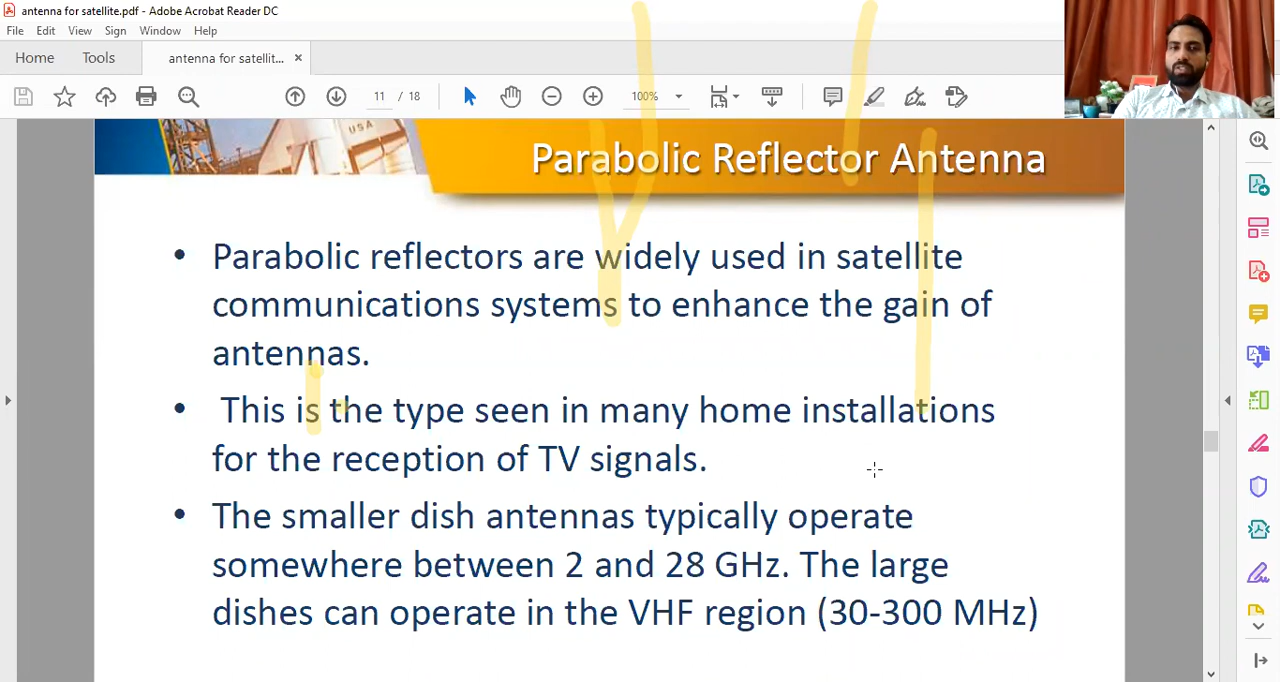 antenna for satellite.pdf - Adobe Acrobat Reader DC
File Edit View Sign Window Help
Home Tools antenna for satellit... ×
11 / 18 100%
USA
Parabolic Reflector Antenna
• Parabolic reflectors are widely used in satellite
communications systems to enhance the gain of
antennas.
• This is the type seen in many home installations
for the reception of TV signals.
• The smaller dish antennas typically operate
somewhere between 2 and 28 GHz. The large
dishes can operate in the VHF region (30-300 MHz)